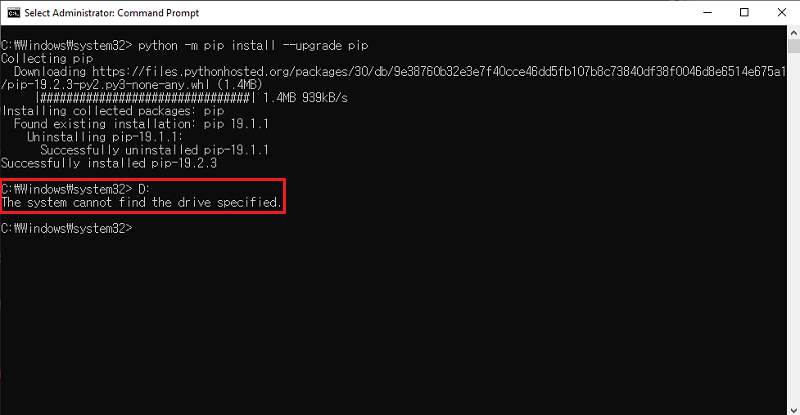 Select Administrator: Command Prompt
C:₩Windows₩system32> python -m pip install --upgrade pip
Collecting pip
Downloading https://files.pythonhosted.org/packages/30/db/9e38760b32e3e7f40cce46dd5fb107b8c73840df38f0046d8e6514e675a1
/pip-19.2.3-py2.py3-none-any.whl (1.4MB)
|################################| 1.4MB 939kB/s
Installing collected packages: pip
Found existing installation: pip 19.1.1
Uninstalling pip-19.1.1:
Successfully uninstalled pip-19.1.1
Successfully installed pip-19.2.3
C:₩Windows₩system32> D:
The system cannot find the drive specified.
C:₩Windows₩system32>